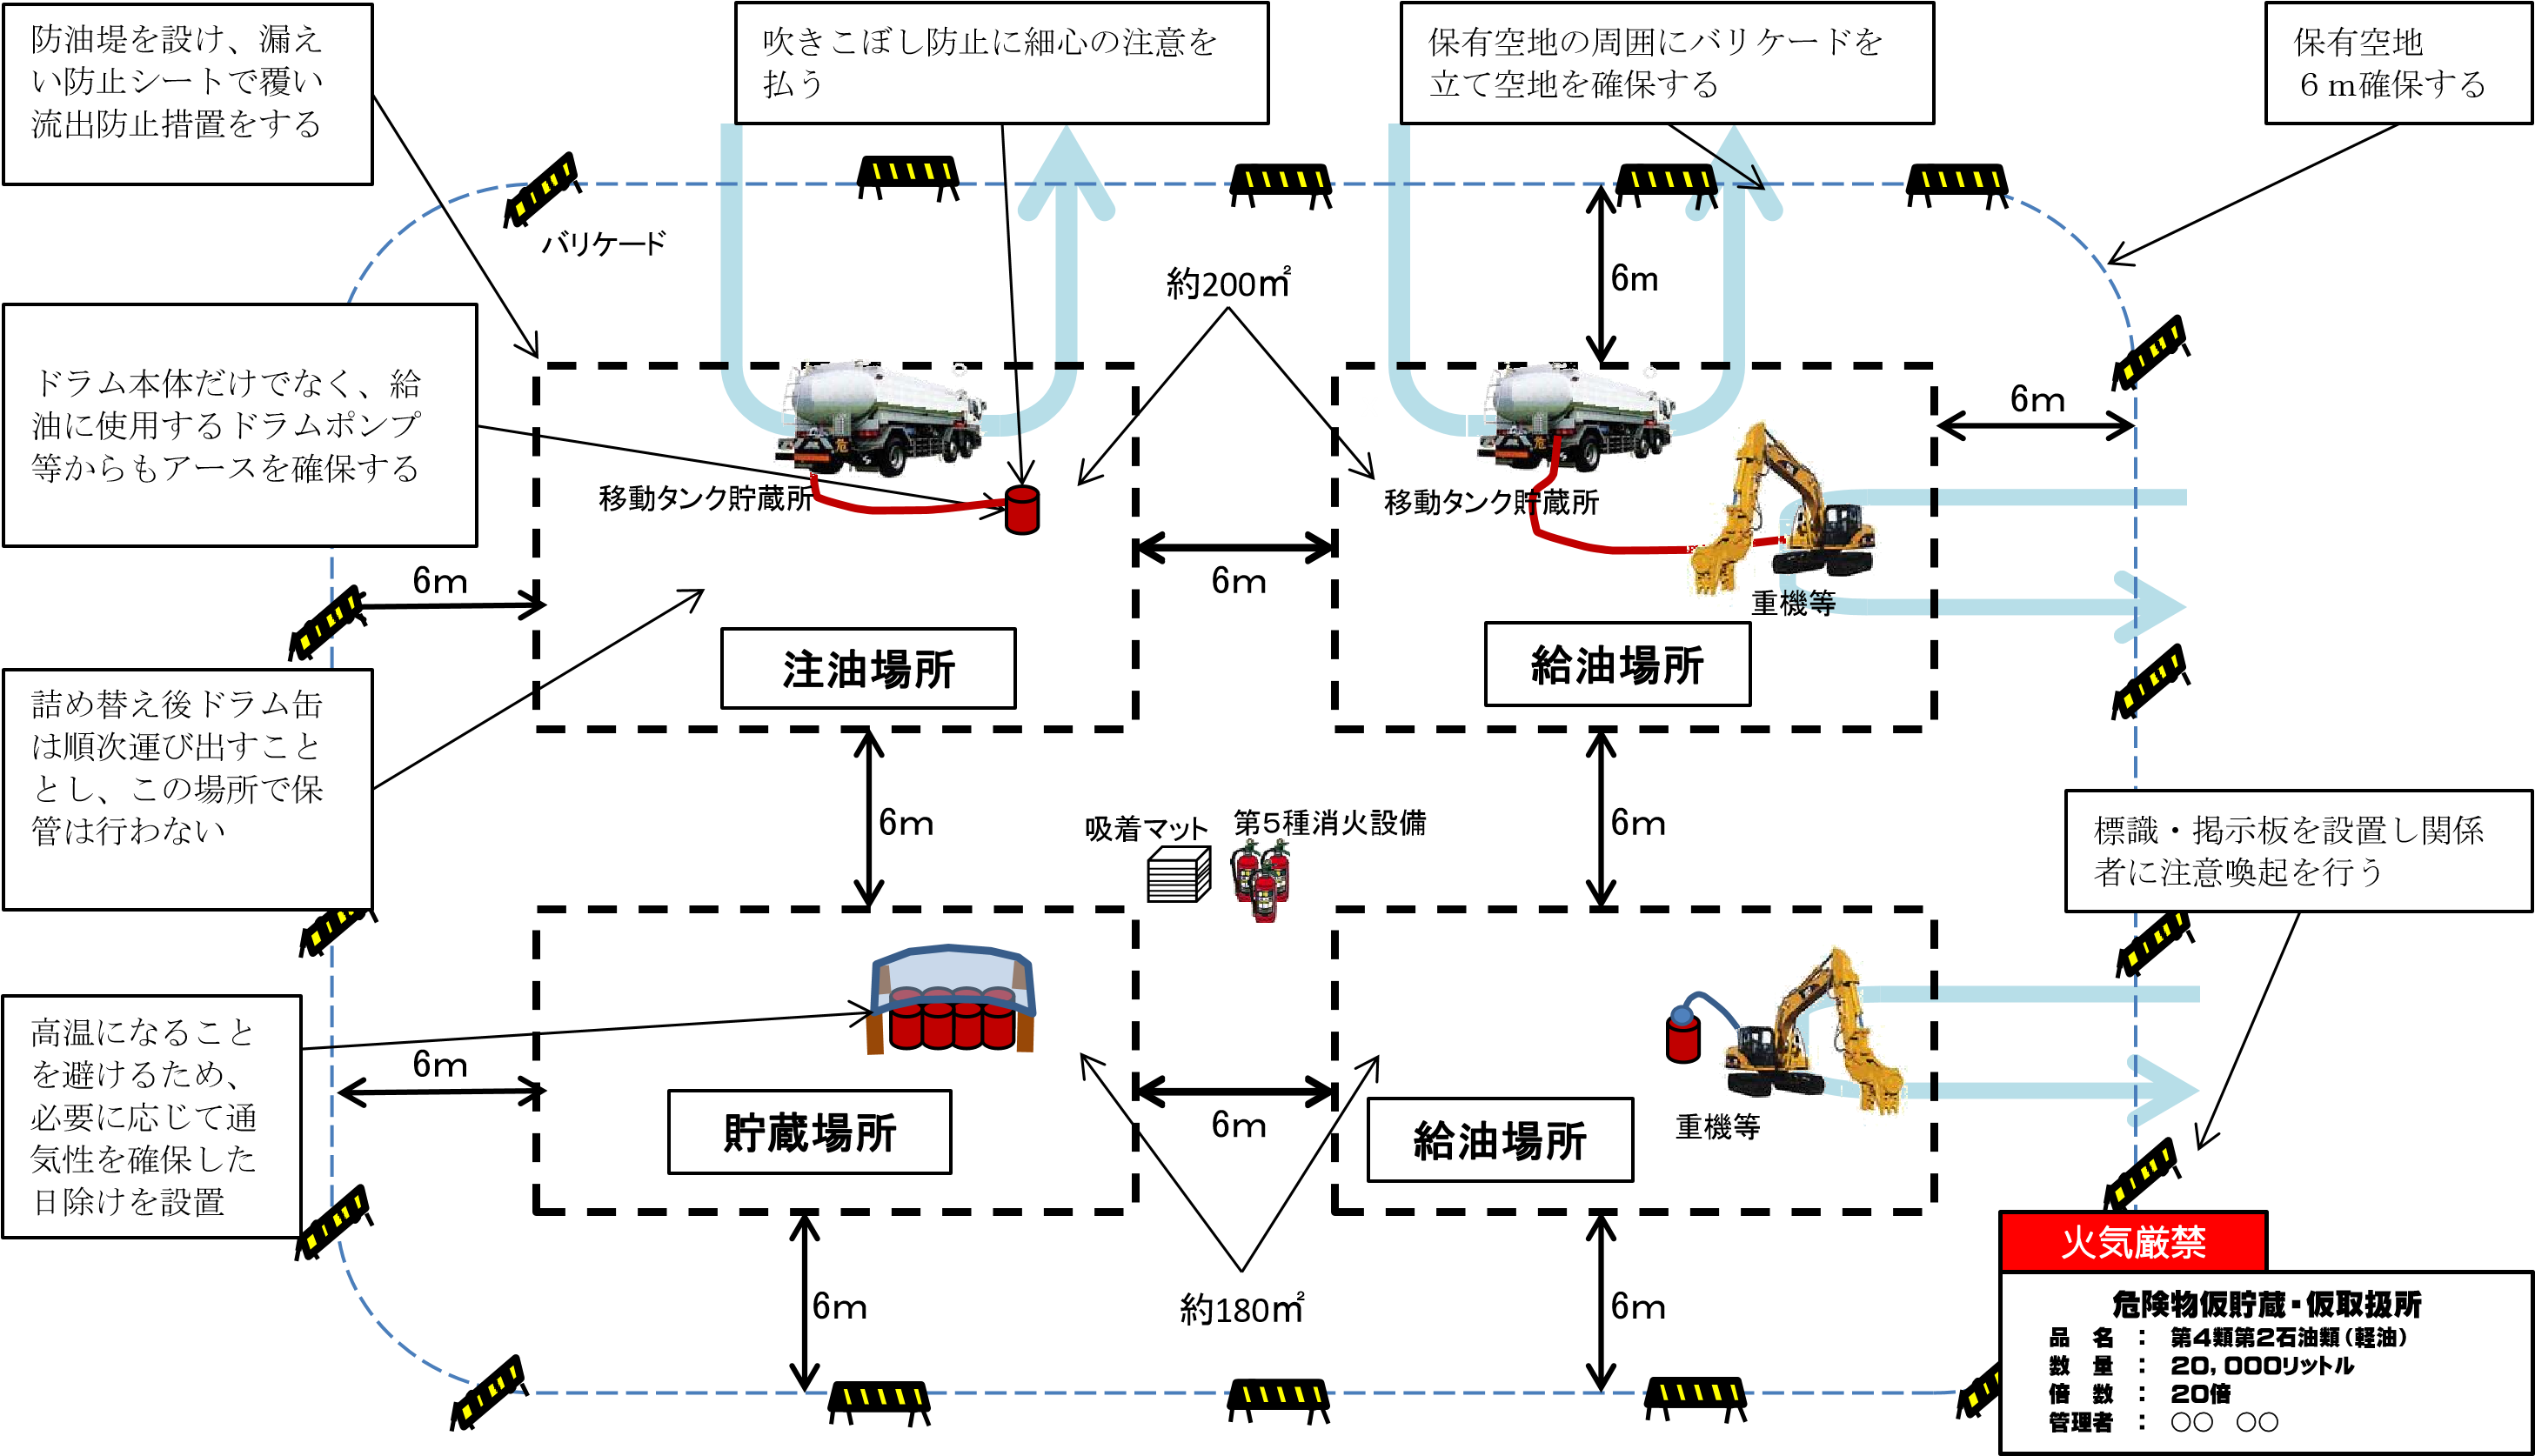 防油堤を設け、漏え
い防止シートで覆い
流出防止措置をする
吹きこぼし防止に細心の注意を
払う
保有空地の周囲にバリケードを
立て空地を確保する
保有空地
６ｍ確保する
バリケード
約200㎡
6m
ドラム本体だけでなく、給
油に使用するドラムポンプ
等からもアースを確保する
移動タンク貯蔵所
危
移動タンク貯蔵所
危
6m
6m
6m
重機等
注油場所
給油場所
詰め替え後ドラム缶
は順次運び出すこと
とし、この場所で保
管は行わない
6m
吸着マット
第5種消火設備
6m
標識・掲示板を設置し関係
者に注意喚起を行う
高温になること
を避けるため、
必要に応じて通
気性を確保した
日除けを設置
6m
貯蔵場所
6m
給油場所
重機等
6m
約180㎡
6m
火気厳禁
危険物仮貯蔵・仮取扱所
品　名　：　第4類第2石油類（軽油）
数　量　：　20,000リットル
倍　数　：　20倍
管理者　：　○○　○○